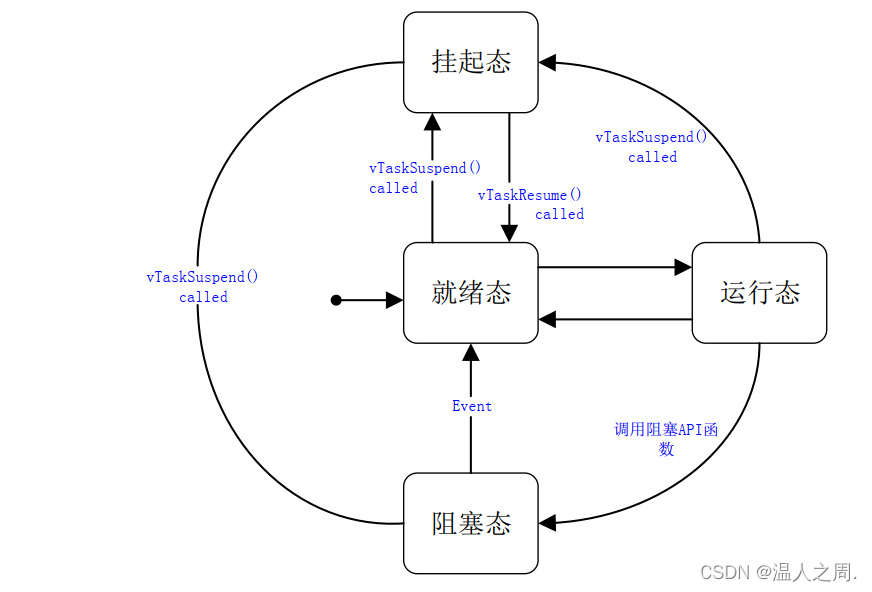 挂起态
vTaskSuspend()
called
vTaskSuspend()
called
vTaskResume()
called
vTaskSuspend()
called
就绪态
运行态
Event
调用阻塞API函
数
阻塞态
CSDN @温人之周.